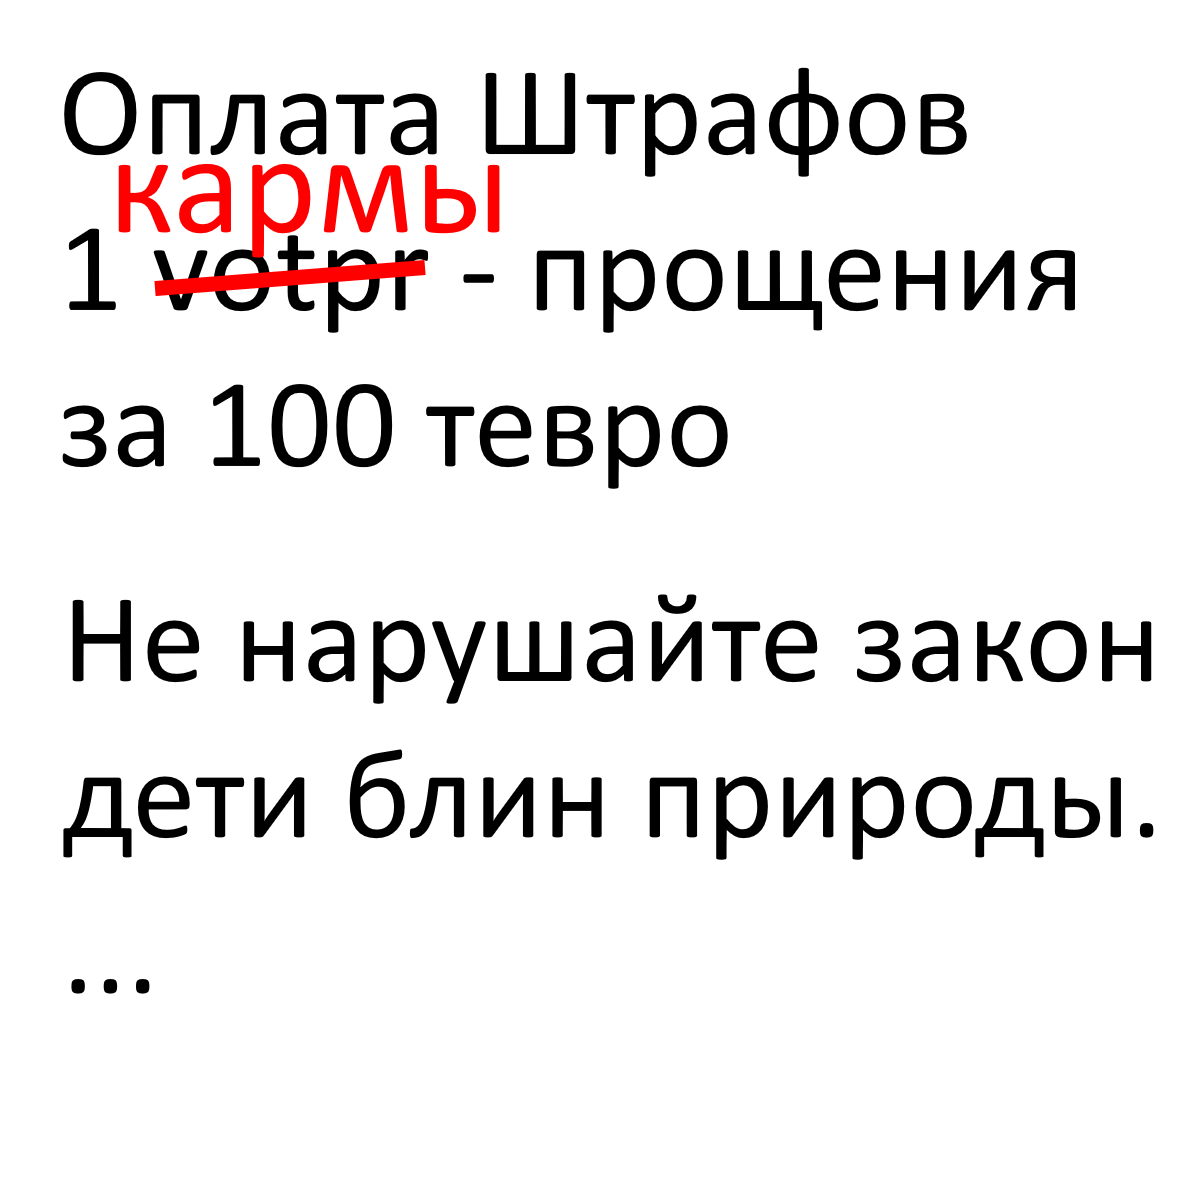 Оплата Штрафов
кармы
1 votpr - прощения
за 100 тевро
Не нарушайте закон
дети блин природы.
...